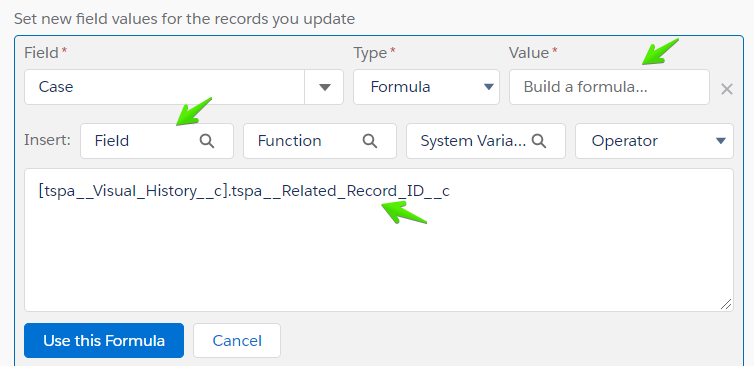 Set new field values for the records you update
Field* Type* Value*
Case Formula Build a formula...
Insert: Field Function System Varia... Operator
[tspa__Visual_History__c].tspa__Related_Record_ID__c
Use this Formula Cancel